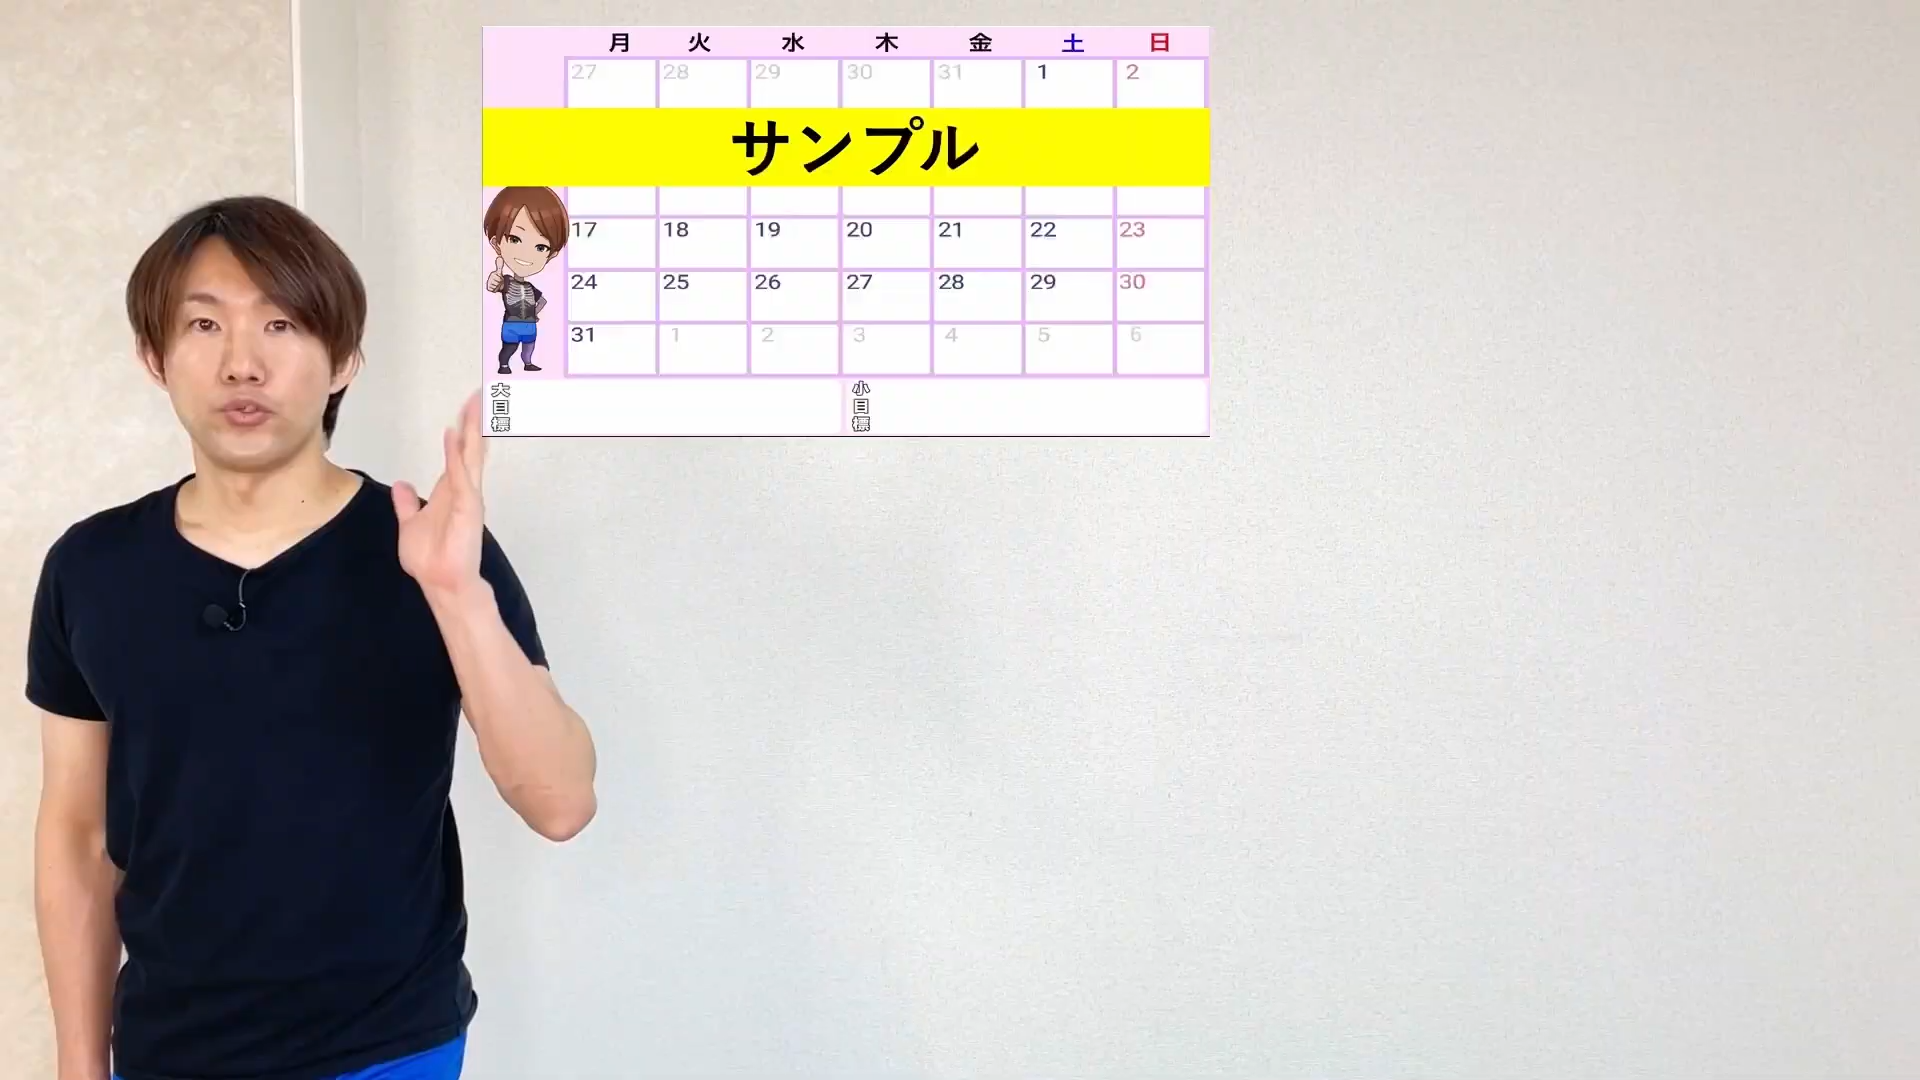 月 火 水 木 金 土 日
27 28 29 30 31 1 2
サンプル
17 18 19 20 21 22 23
24 25 26 27 28 29 30
31 1 2 3 4 5 6
大目標
小目標